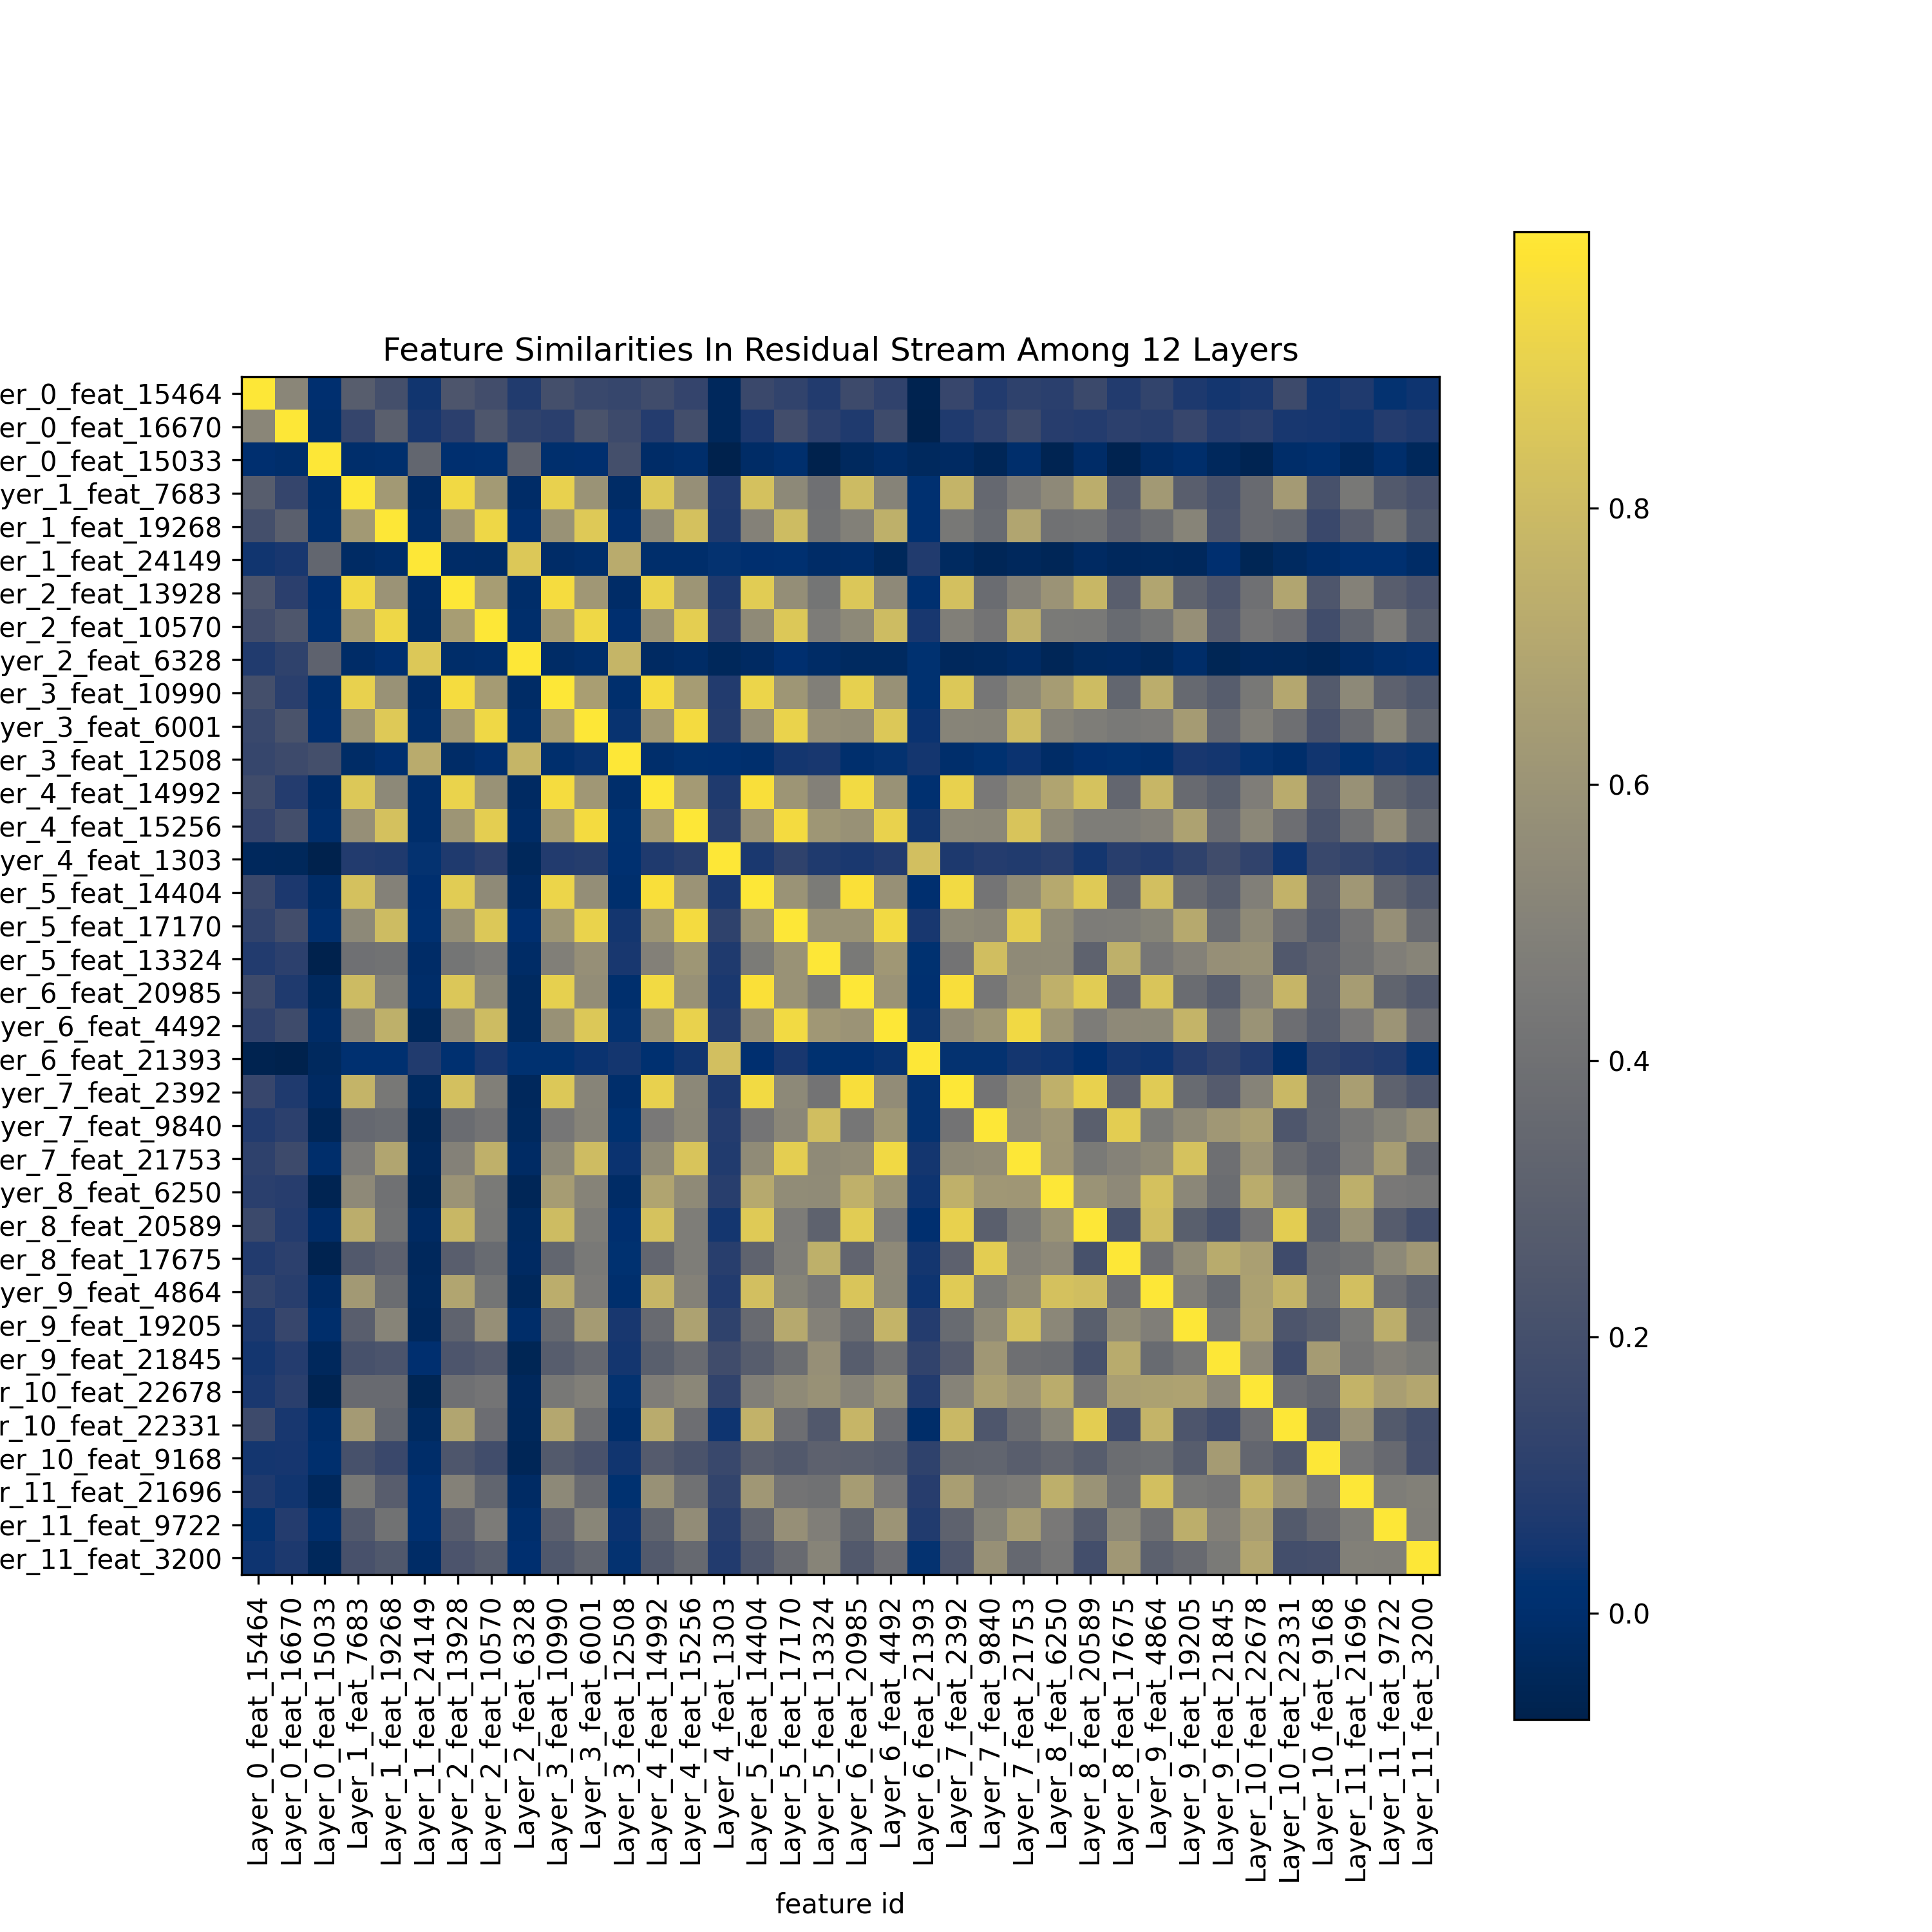 Feature Similarities In Residual Stream Among 12 Layers
er_0_feat_15464
er_0_feat_16670
er_0_feat_15033
yer_1_feat_7683
er_1_feat_19268
er_1_feat_24149
er_2_feat_13928
er_2_feat_10570
yer_2_feat_6328
er_3_feat_10990
yer_3_feat_6001
er_3_feat_12508
er_4_feat_14992
er_4_feat_15256
yer_4_feat_1303
er_5_feat_14404
er_5_feat_17170
er_5_feat_13324
er_6_feat_20985
yer_6_feat_4492
er_6_feat_21393
yer_7_feat_2392
yer_7_feat_9840
er_7_feat_21753
yer_8_feat_6250
er_8_feat_20589
er_8_feat_17675
yer_9_feat_4864
er_9_feat_19205
er_9_feat_21845
r_10_feat_22678
r_10_feat_22331
er_10_feat_9168
r_11_feat_21696
er_11_feat_9722
er_11_feat_3200
Layer_0_feat_15464
Layer_0_feat_16670
Layer_0_feat_15033
Layer_1_feat_7683
Layer_1_feat_19268
Layer_1_feat_24149
Layer_2_feat_13928
Layer_2_feat_10570
Layer_2_feat_6328
Layer_3_feat_10990
Layer_3_feat_6001
Layer_3_feat_12508
Layer_4_feat_14992
Layer_4_feat_15256
Layer_4_feat_1303
Layer_5_feat_14404
Layer_5_feat_17170
Layer_5_feat_13324
Layer_6_feat_20985
Layer_6_feat_4492
Layer_6_feat_21393
Layer_7_feat_2392
Layer_7_feat_9840
Layer_7_feat_21753
Layer_8_feat_6250
Layer_8_feat_20589
Layer_8_feat_17675
Layer_9_feat_4864
Layer_9_feat_19205
Layer_9_feat_21845
Layer_10_feat_22678
Layer_10_feat_22331
Layer_10_feat_9168
Layer_11_feat_21696
Layer_11_feat_9722
Layer_11_feat_3200
feature id
0.8
0.6
0.4
0.2
0.0